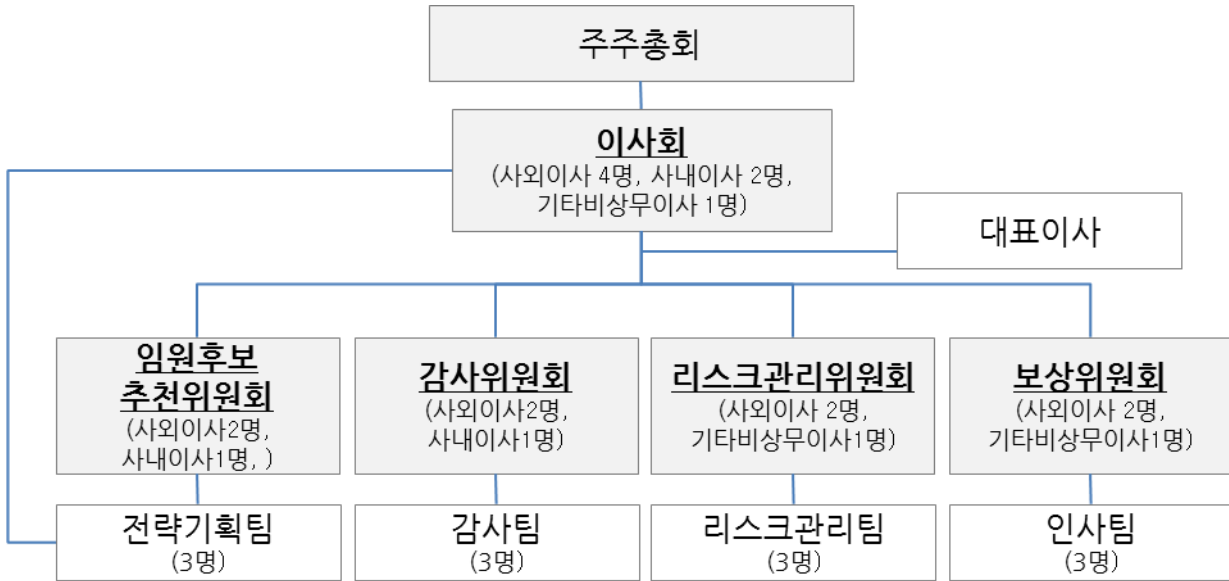 주주총회
이사회
(사외이사 4명, 사내이사 2명,
기타비상무이사 1명)
대표이사
임원후보
추천위원회
(사외이사2명,
사내이사1명, )
감사위원회
(사외이사2명,
사내이사1명)
리스크관리위원회
(사외이사 2명,
기타비상무이사1명)
보상위원회
(사외이사 2명,
기타비상무이사1명)
전략기획팀
(3명)
감사팀
(3명)
리스크관리팀
(3명)
인사팀
(3명)